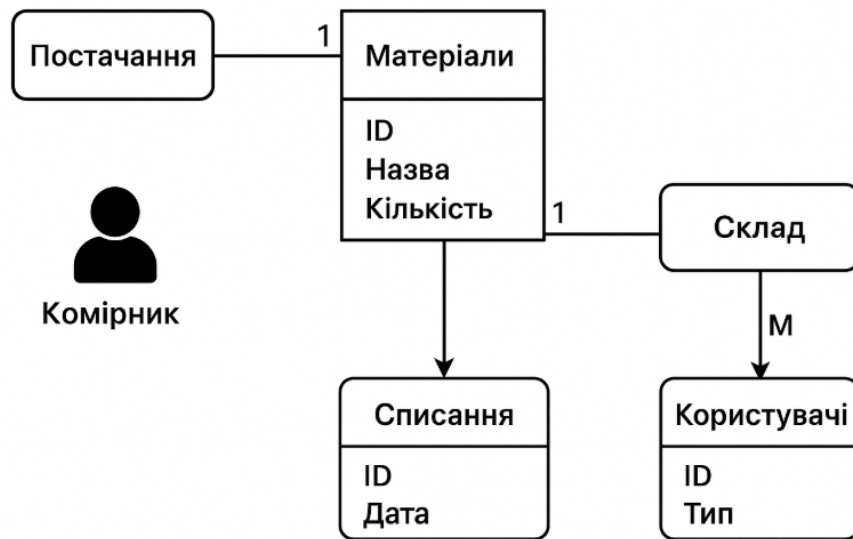 Постачання
1
Матеріали
ID
Назва
Кількість
1
Склад
Комірник
М
Списання
ID
Дата
Користувачі
ID
Тип